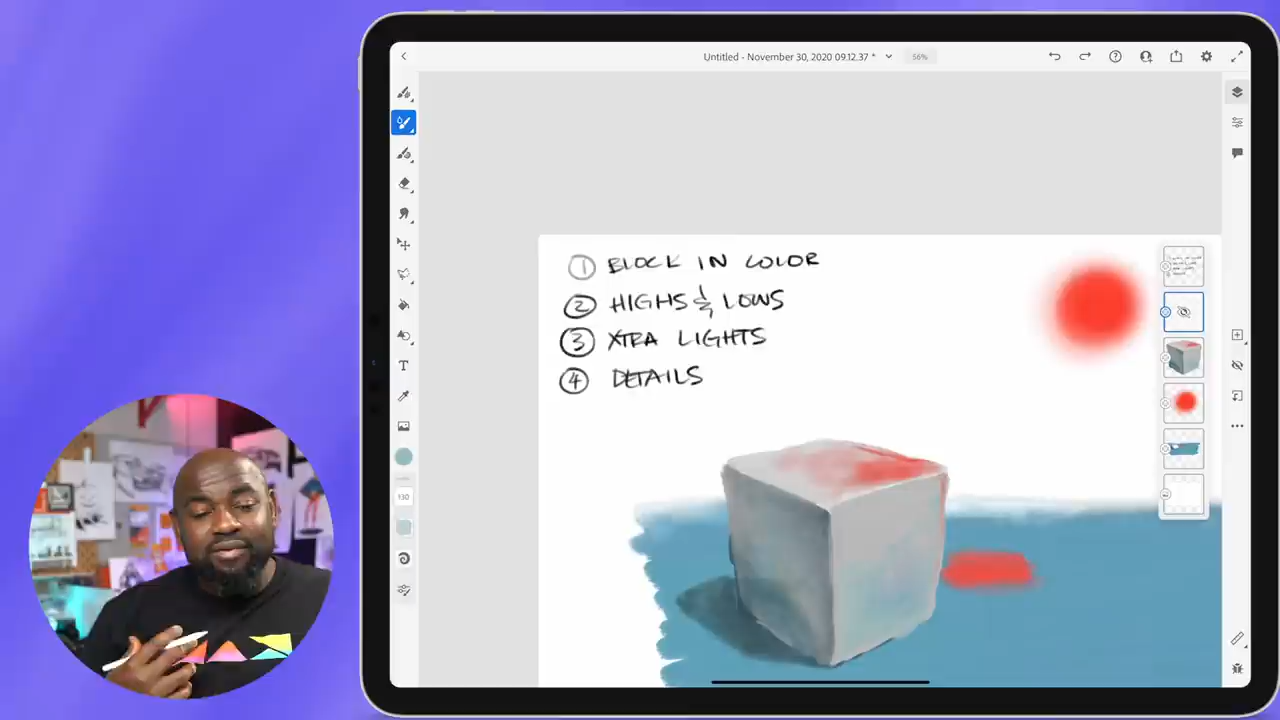 Untitled - November 30, 2020 09.12.37 *
56%
① BLOCK IN COLOR
② HIGHS & LOWS
③ XTRA LIGHTS
④ DETAILS
T
130